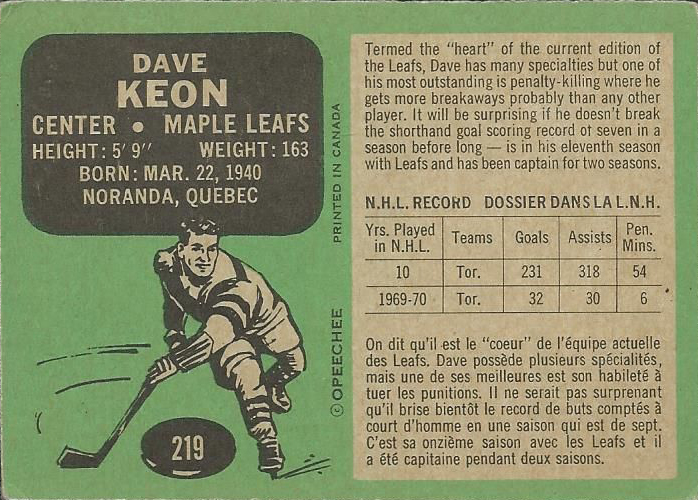 DAVE
KEON
CENTER • MAPLE LEAFS
HEIGHT: 5' 9" WEIGHT: 163
BORN: MAR. 22, 1940
NORANDA, QUEBEC
219
©OPEECHEE PRINTED IN CANADA
Termed the "heart" of the current edition of
the Leafs, Dave has many specialties but one of
his most outstanding is penalty-killing where he
gets more breakaways probably than any other
player. It will be surprising if he doesn't break
the shorthand goal scoring record of seven in a
season before long — is in his eleventh season
with Leafs and has been captain for two seasons.
N.H.L. RECORD DOSSIER DANS LA L.N.H.
Yrs. Played in N.H.L. Teams Goals Assists Pen. Mins.
10 Tor. 231 318 54
1969-70 Tor. 32 30 6
On dit qu'il est le "coeur" de l'équipe actuelle
des Leafs. Dave possède plusieurs spécialités,
mais une de ses meilleures est son habileté à
tuer les punitions. Il ne serait pas surprenant
qu'il brise bientôt le record de buts comptés à
court d'homme en une saison qui est de sept.
C'est sa onzième saison avec les Leafs et il
a été capitaine pendant deux saisons.